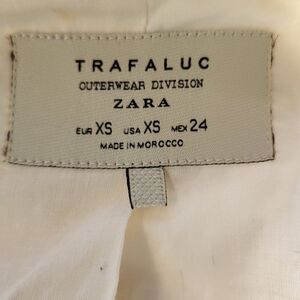 TRAFALUC
OUTERWEAR DIVISION
ZARA
EUR XS USA XS MEX 24
MADE IN MOROCCO